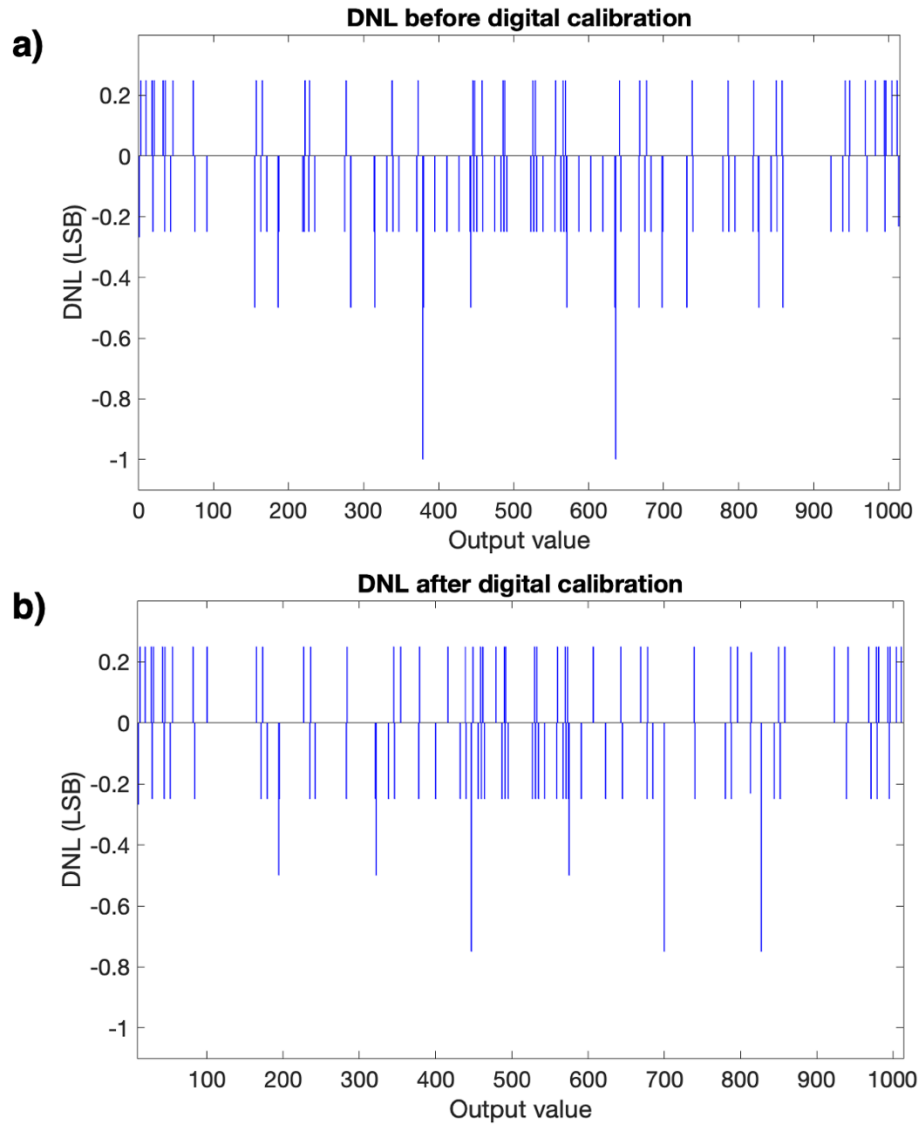 DNL before digital calibration
a)
0.2
0
-0.2
-0.4
-0.6
-0.8
-1
DNL (LSB)
0 100 200 300 400 500 600 700 800 900 1000
Output value
DNL after digital calibration
b)
0.2
0
-0.2
-0.4
-0.6
-0.8
-1
DNL (LSB)
100 200 300 400 500 600 700 800 900 1000
Output value